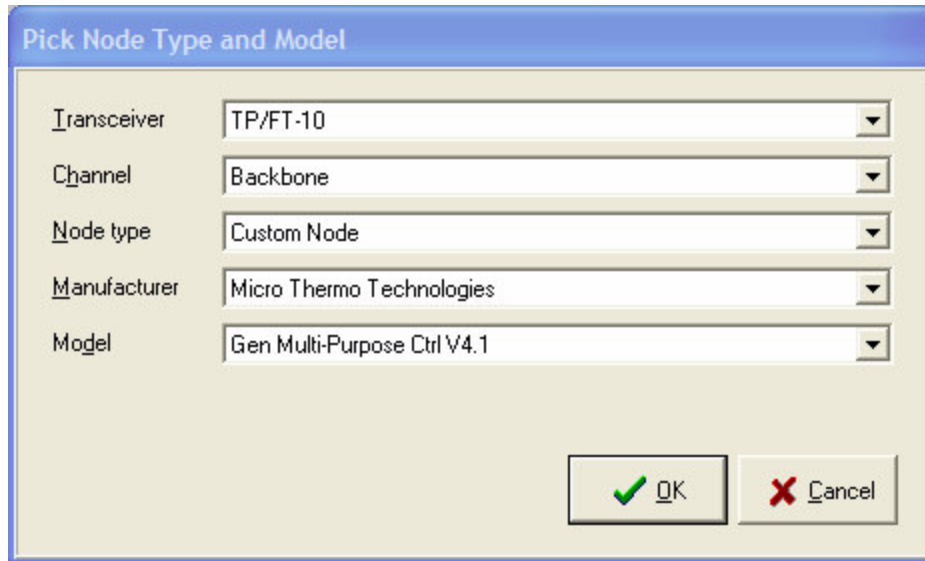 Pick Node Type and Model
Transceiver TP/FT-10
Channel Backbone
Node type Custom Node
Manufacturer Micro Thermo Technologies
Model Gen Multi-Purpose Ctrl V4.1
OK Cancel